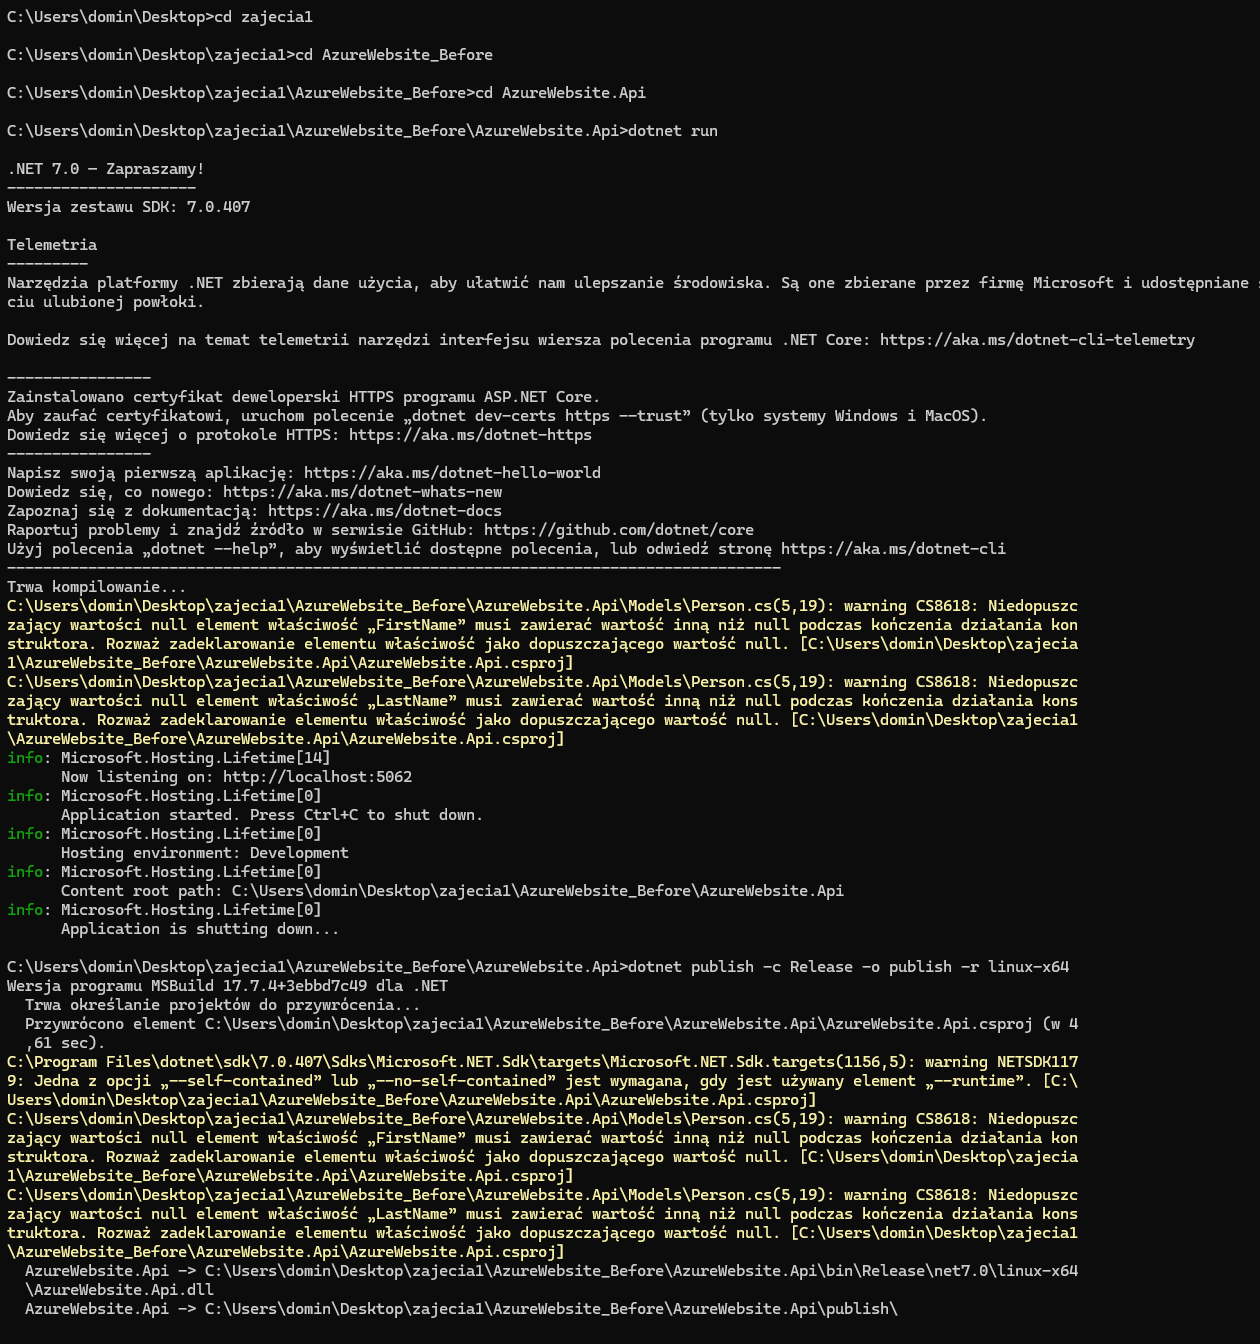 C:\Users\domin\Desktop>cd zajecia1
C:\Users\domin\Desktop\zajecia1>cd AzureWebsite_Before
C:\Users\domin\Desktop\zajecia1\AzureWebsite_Before>cd AzureWebsite.Api
C:\Users\domin\Desktop\zajecia1\AzureWebsite_Before\AzureWebsite.Api>dotnet run
.NET 7.0 — Zapraszamy!
---------------------
Wersja zestawu SDK: 7.0.407
Telemetria
---------
Narzędzia platformy .NET zbierają dane użycia, aby ułatwić nam ulepszanie środowiska. Są one zbierane przez firmę Microsoft i udostępniane
ciu ulubionej powłoki.
Dowiedz się więcej na temat telemetrii narzędzi interfejsu wiersza polecenia programu .NET Core: https://aka.ms/dotnet-cli-telemetry
----------------
Zainstalowano certyfikat deweloperski HTTPS programu ASP.NET Core.
Aby zaufać certyfikatowi, uruchom polecenie „dotnet dev-certs https --trust” (tylko systemy Windows i MacOS).
Dowiedz się więcej o protokole HTTPS: https://aka.ms/dotnet-https
----------------
Napisz swoją pierwszą aplikację: https://aka.ms/dotnet-hello-world
Dowiedz się, co nowego: https://aka.ms/dotnet-whats-new
Zapoznaj się z dokumentacją: https://aka.ms/dotnet-docs
Raportuj problemy i znajdź źródło w serwisie GitHub: https://github.com/dotnet/core
Użyj polecenia „dotnet --help”, aby wyświetlić dostępne polecenia, lub odwiedź stronę https://aka.ms/dotnet-cli
--------------------------------------------------------------------------------------
Trwa kompilowanie...
C:\Users\domin\Desktop\zajecia1\AzureWebsite_Before\AzureWebsite.Api\Models\Person.cs(5,19): warning CS8618: Niedopuszc
zający wartości null element właściwość „FirstName” musi zawierać wartość inną niż null podczas kończenia działania kon
struktora. Rozważ zadeklarowanie elementu właściwość jako dopuszczającego wartość null. [C:\Users\domin\Desktop\zajecia
1\AzureWebsite_Before\AzureWebsite.Api\AzureWebsite.Api.csproj]
C:\Users\domin\Desktop\zajecia1\AzureWebsite_Before\AzureWebsite.Api\Models\Person.cs(5,19): warning CS8618: Niedopuszc
zający wartości null element właściwość „LastName” musi zawierać wartość inną niż null podczas kończenia działania kons
truktora. Rozważ zadeklarowanie elementu właściwość jako dopuszczającego wartość null. [C:\Users\domin\Desktop\zajecia1
\AzureWebsite_Before\AzureWebsite.Api\AzureWebsite.Api.csproj]
info: Microsoft.Hosting.Lifetime[14]
Now listening on: http://localhost:5062
info: Microsoft.Hosting.Lifetime[0]
Application started. Press Ctrl+C to shut down.
info: Microsoft.Hosting.Lifetime[0]
Hosting environment: Development
info: Microsoft.Hosting.Lifetime[0]
Content root path: C:\Users\domin\Desktop\zajecia1\AzureWebsite_Before\AzureWebsite.Api
info: Microsoft.Hosting.Lifetime[0]
Application is shutting down...
C:\Users\domin\Desktop\zajecia1\AzureWebsite_Before\AzureWebsite.Api>dotnet publish -c Release -o publish -r linux-x64
Wersja programu MSBuild 17.7.4+3ebbd7c49 dla .NET
Trwa określanie projektów do przywrócenia...
Przywrócono element C:\Users\domin\Desktop\zajecia1\AzureWebsite_Before\AzureWebsite.Api\AzureWebsite.Api.csproj (w 4
,61 sec).
C:\Program Files\dotnet\sdk\7.0.407\Sdks\Microsoft.NET.Sdk\targets\Microsoft.NET.Sdk.targets(1156,5): warning NETSDK117
9: Jedna z opcji „--self-contained” lub „--no-self-contained” jest wymagana, gdy jest używany element „--runtime”. [C:\
Users\domin\Desktop\zajecia1\AzureWebsite_Before\AzureWebsite.Api\AzureWebsite.Api.csproj]
C:\Users\domin\Desktop\zajecia1\AzureWebsite_Before\AzureWebsite.Api\Models\Person.cs(5,19): warning CS8618: Niedopuszc
zający wartości null element właściwość „FirstName” musi zawierać wartość inną niż null podczas kończenia działania kon
struktora. Rozważ zadeklarowanie elementu właściwość jako dopuszczającego wartość null. [C:\Users\domin\Desktop\zajecia
1\AzureWebsite_Before\AzureWebsite.Api\AzureWebsite.Api.csproj]
C:\Users\domin\Desktop\zajecia1\AzureWebsite_Before\AzureWebsite.Api\Models\Person.cs(5,19): warning CS8618: Niedopuszc
zający wartości null element właściwość „LastName” musi zawierać wartość inną niż null podczas kończenia działania kons
truktora. Rozważ zadeklarowanie elementu właściwość jako dopuszczającego wartość null. [C:\Users\domin\Desktop\zajecia1
\AzureWebsite_Before\AzureWebsite.Api\AzureWebsite.Api.csproj]
AzureWebsite.Api -> C:\Users\domin\Desktop\zajecia1\AzureWebsite_Before\AzureWebsite.Api\bin\Release\net7.0\linux-x64
\AzureWebsite.Api.dll
AzureWebsite.Api -> C:\Users\domin\Desktop\zajecia1\AzureWebsite_Before\AzureWebsite.Api\publish\